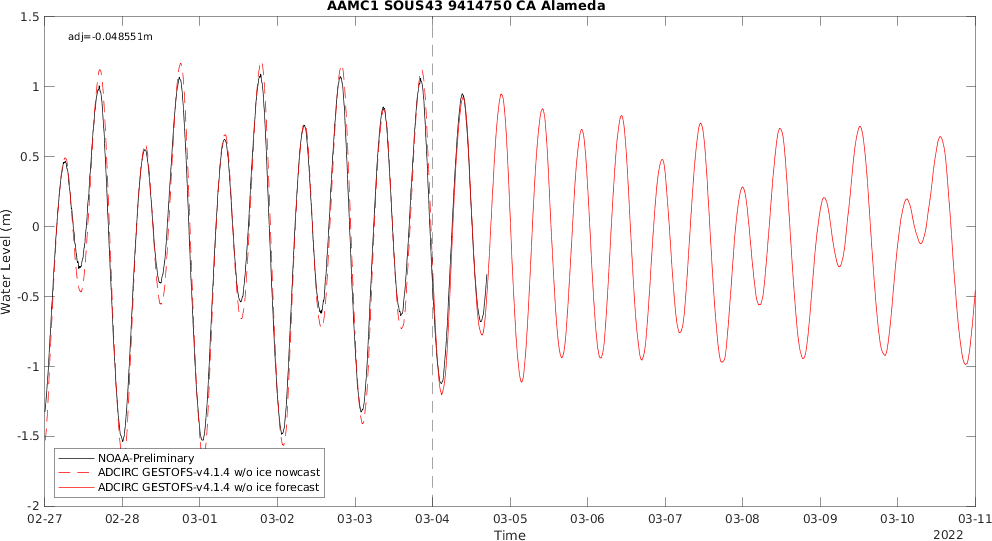 AAMC1 SOUS43 9414750 CA Alameda
adj=-0.048551m
Water Level (m)
1.5
1
0.5
0
-0.5
-1
-1.5
-2
NOAA-Preliminary
ADCIRC GESTOFS-v4.1.4 w/o ice nowcast
ADCIRC GESTOFS-v4.1.4 w/o ice forecast
02-27 02-28 03-01 03-02 03-03 03-04 03-05 03-06 03-07 03-08 03-09 03-10 03-11
Time
2022